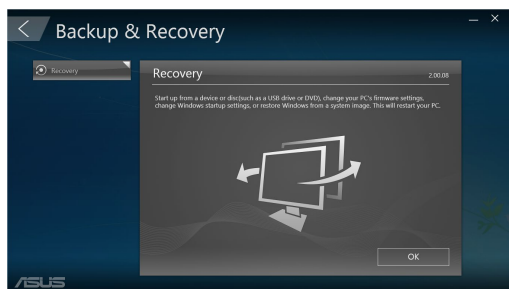 Backup & Recovery
Recovery
Recovery
2.00.08
Start up from a device or disc(such as a USB drive or DVD), change your PC's firmware settings,
change Windows startup settings, or restore Windows from a system image. This will restart your PC.
OK
ASUS